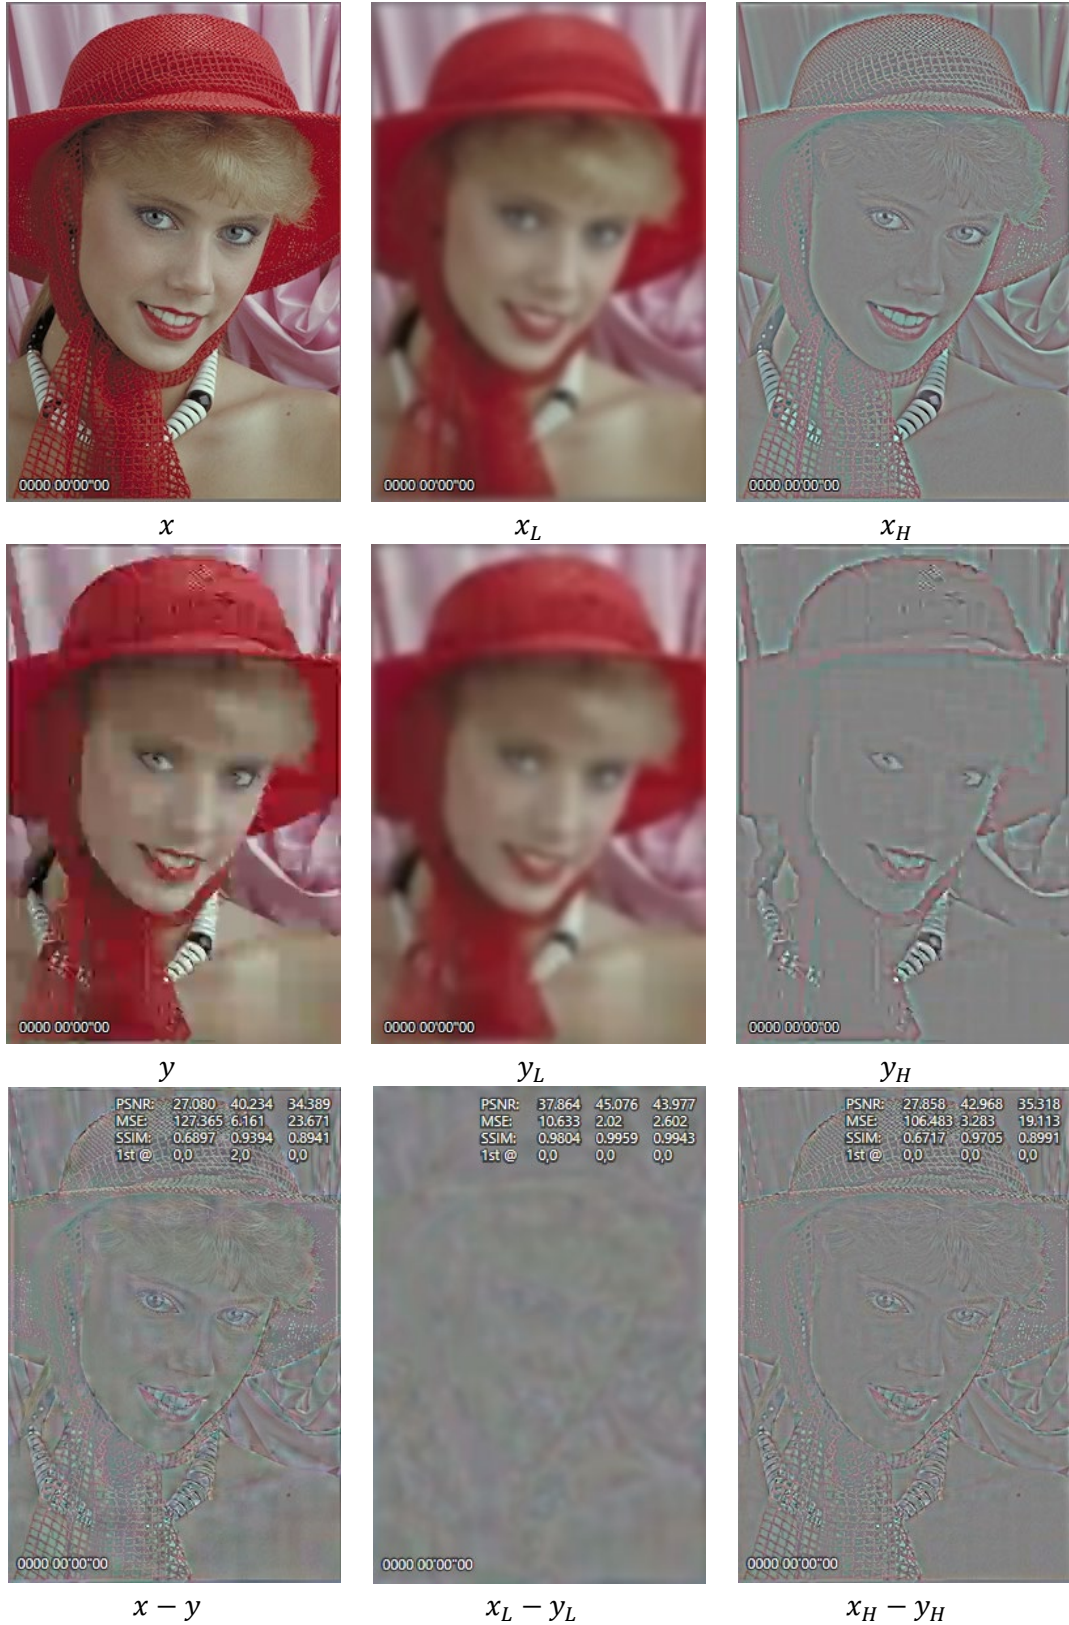 0000 00'00"00
0000 00'00"00
0000 00'00"00
x
x_L
x_H
0000 00'00"00
0000 00'00"00
0000 00'00"00
y
y_L
y_H
PSNR: 27.080 40.234 34.389
MSE: 127.365 6.161 23.671
SSIM: 0.6897 0.9394 0.8941
1st @ 0,0 2,0 0,0
0000 00'00"00
PSNR: 37.864 45.076 43.977
MSE: 10.633 2.02 2.602
SSIM: 0.9804 0.9959 0.9943
1st @ 0,0 0,0 0,0
0000 00'00"00
PSNR: 27.858 42.968 35.318
MSE: 106.483 3.283 19.113
SSIM: 0.6717 0.9705 0.8991
1st @ 0,0 0,0 0,0
0000 00'00"00
x − y
x_L − y_L
x_H − y_H